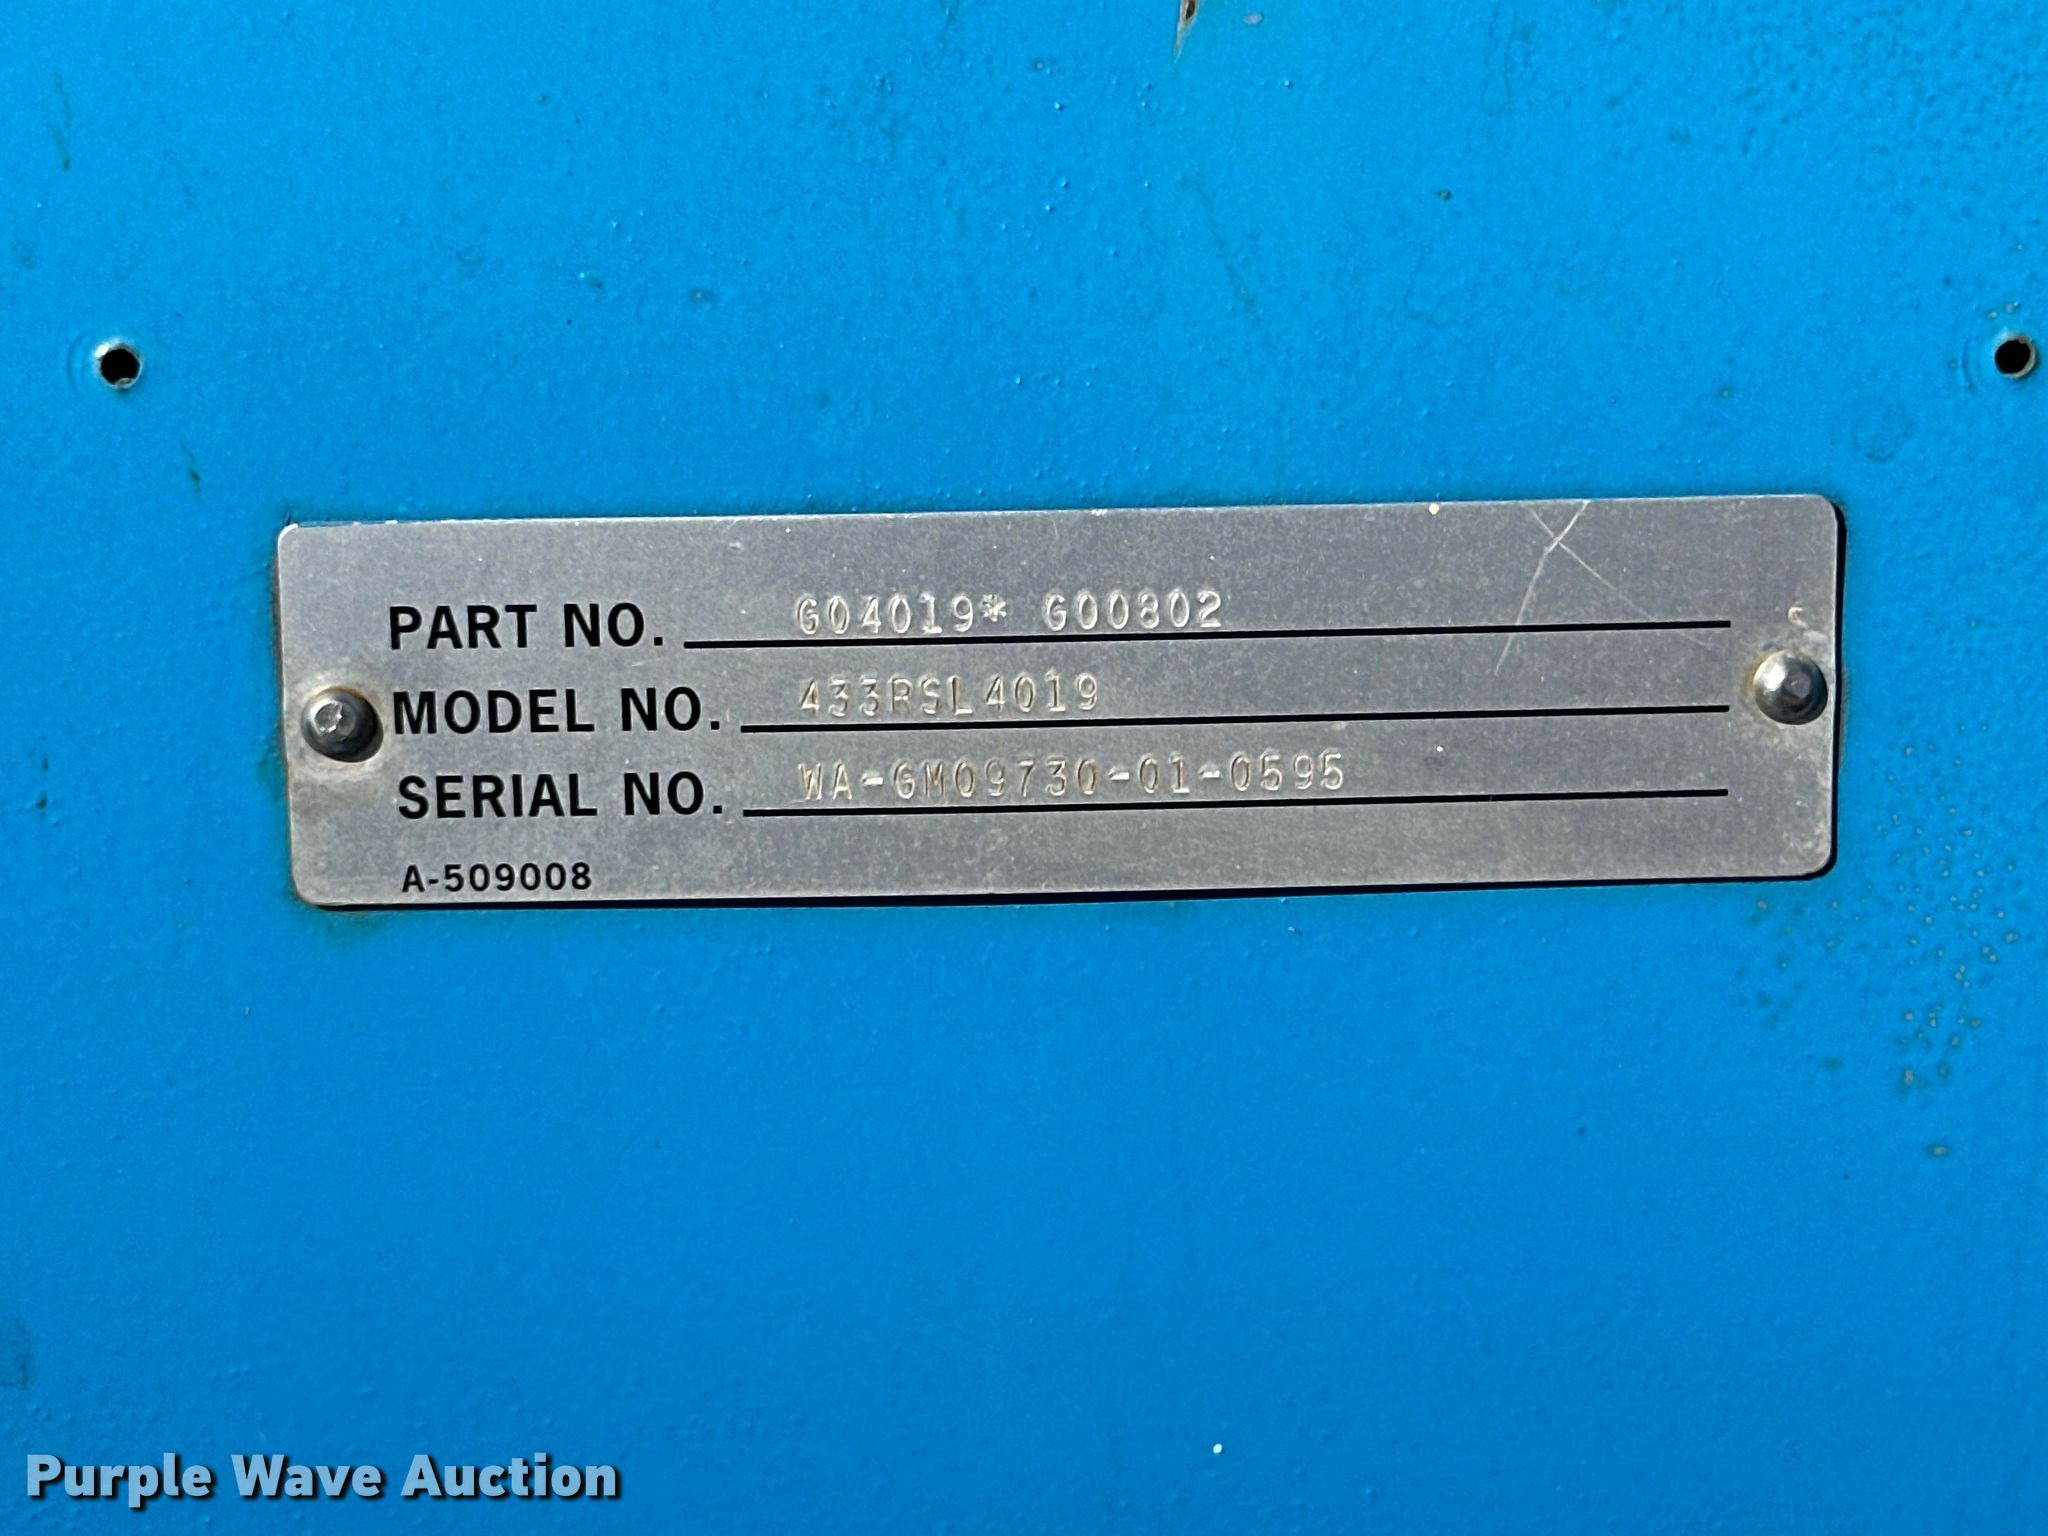 PART NO. G04019* G00802
MODEL NO. 433RSL4019
SERIAL NO. WA-GM09730-01-0595
A-509008
Purple Wave Auction